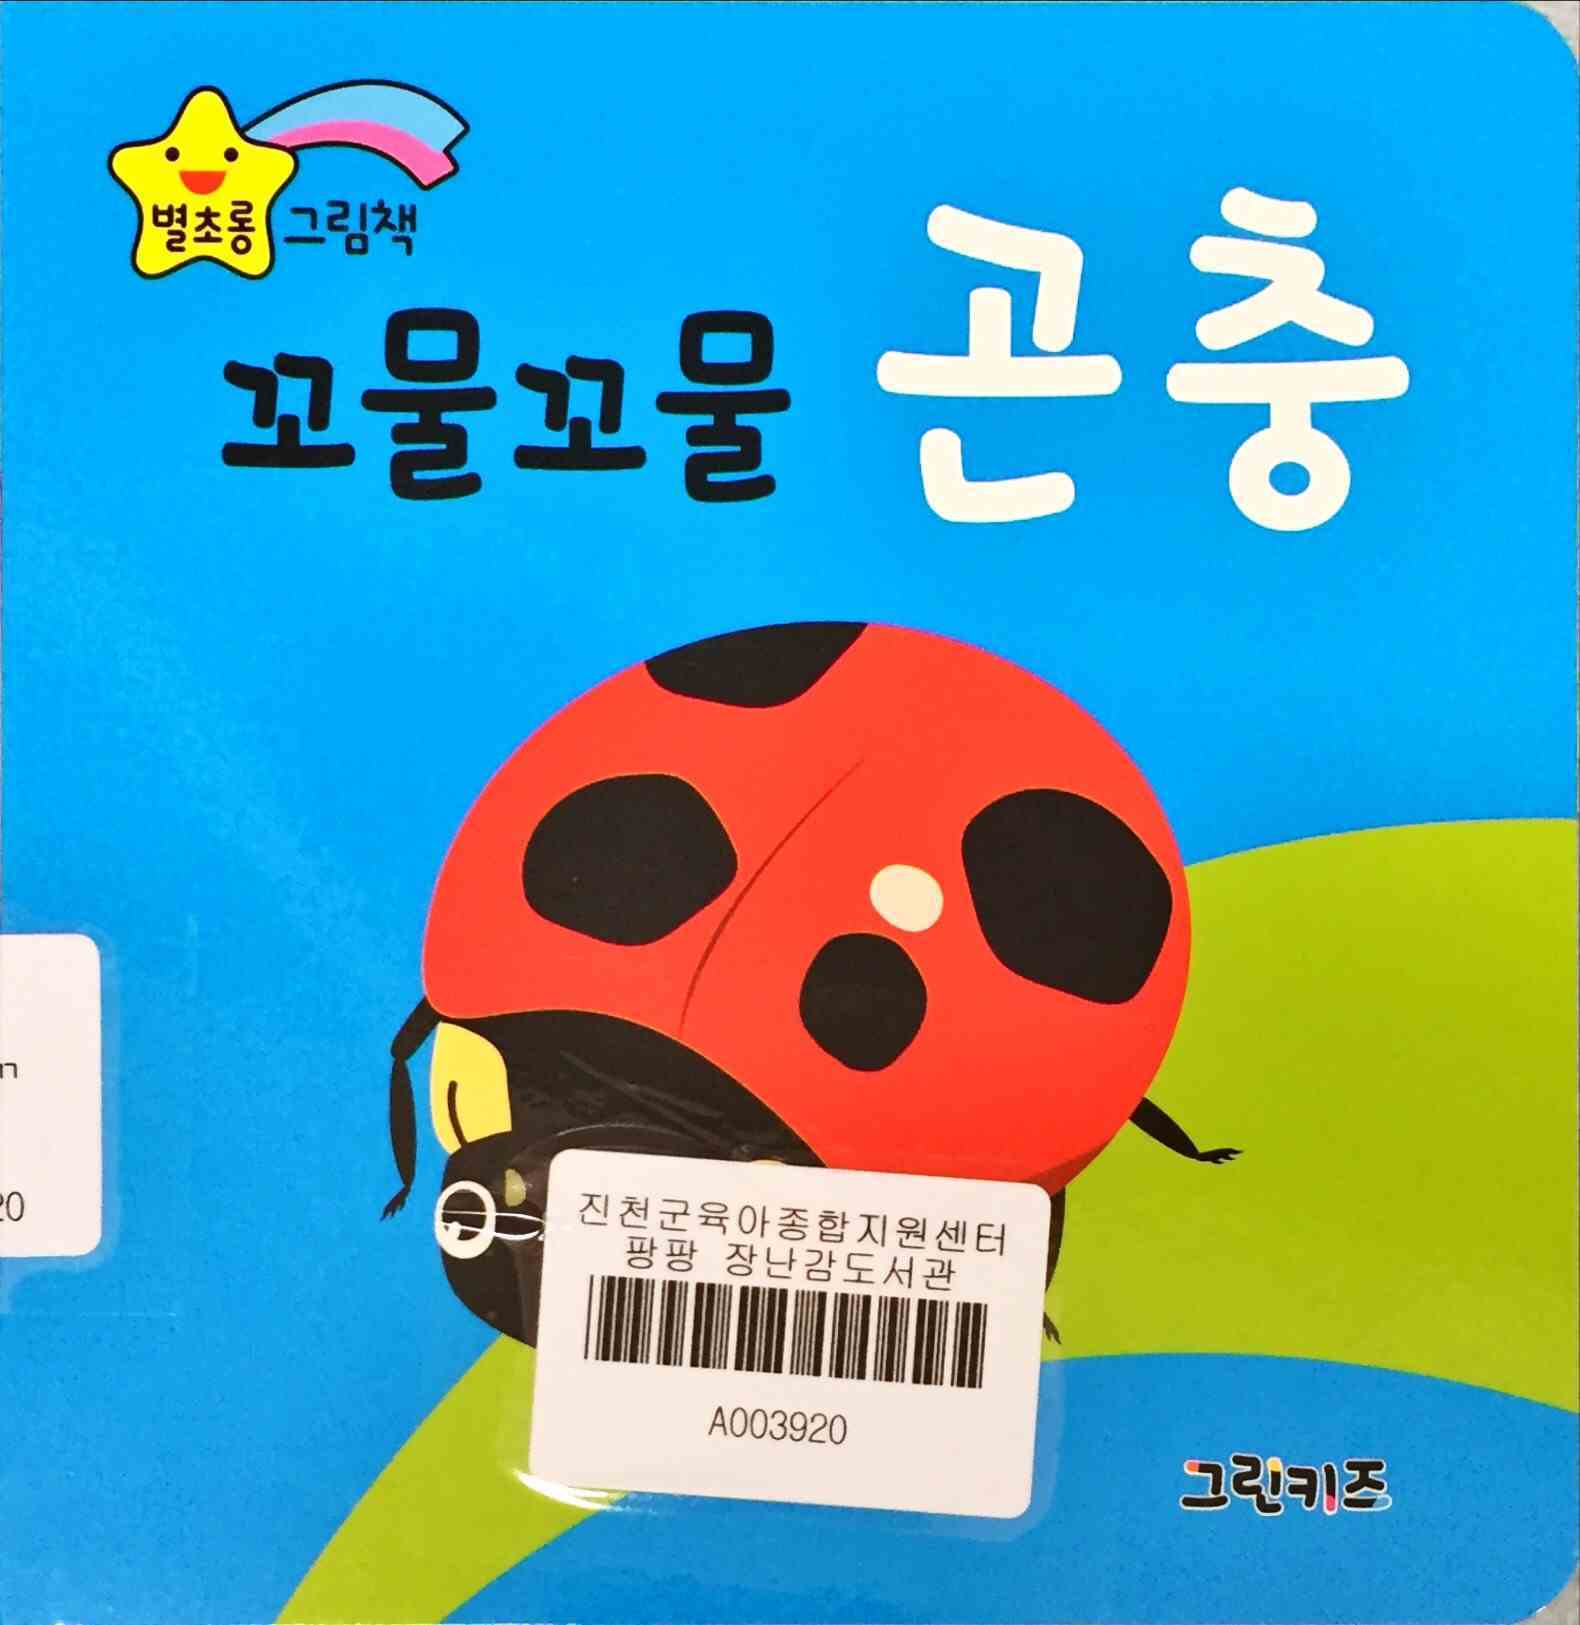 별초롱 그림책
꼬물꼬물 곤충
20
진천군육아종합지원센터
팡팡 장난감도서관
A003920
그린키즈